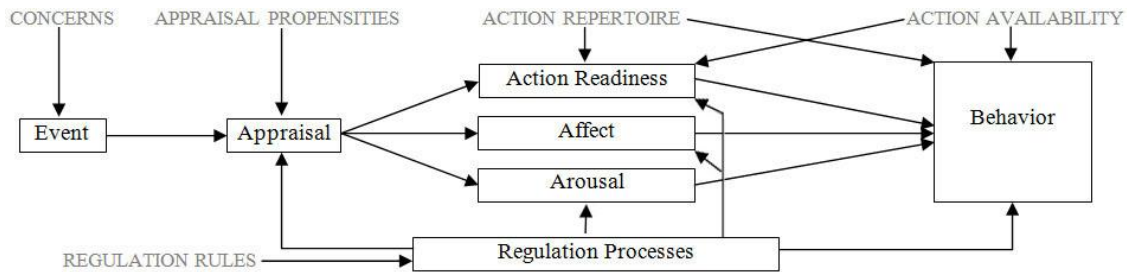 CONCERNS APPRAISAL PROPENSITIES ACTION REPERTOIRE ACTION AVAILABILITY
Action Readiness
Event Appraisal Affect Behavior
Arousal
Regulation Processes
REGULATION RULES